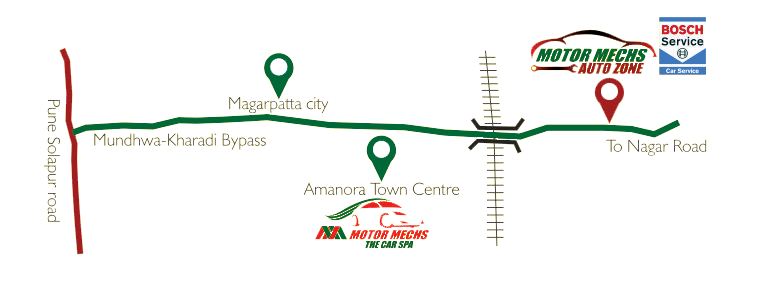 BOSCH
Service
Car Service
MOTOR MECHS
AUTO ZONE
Magarpatta city
Mundhwa-Kharadi Bypass
To Nagar Road
Pune Solapur road
Amanora Town Centre
MOTOR MECHS
THE CAR SPA